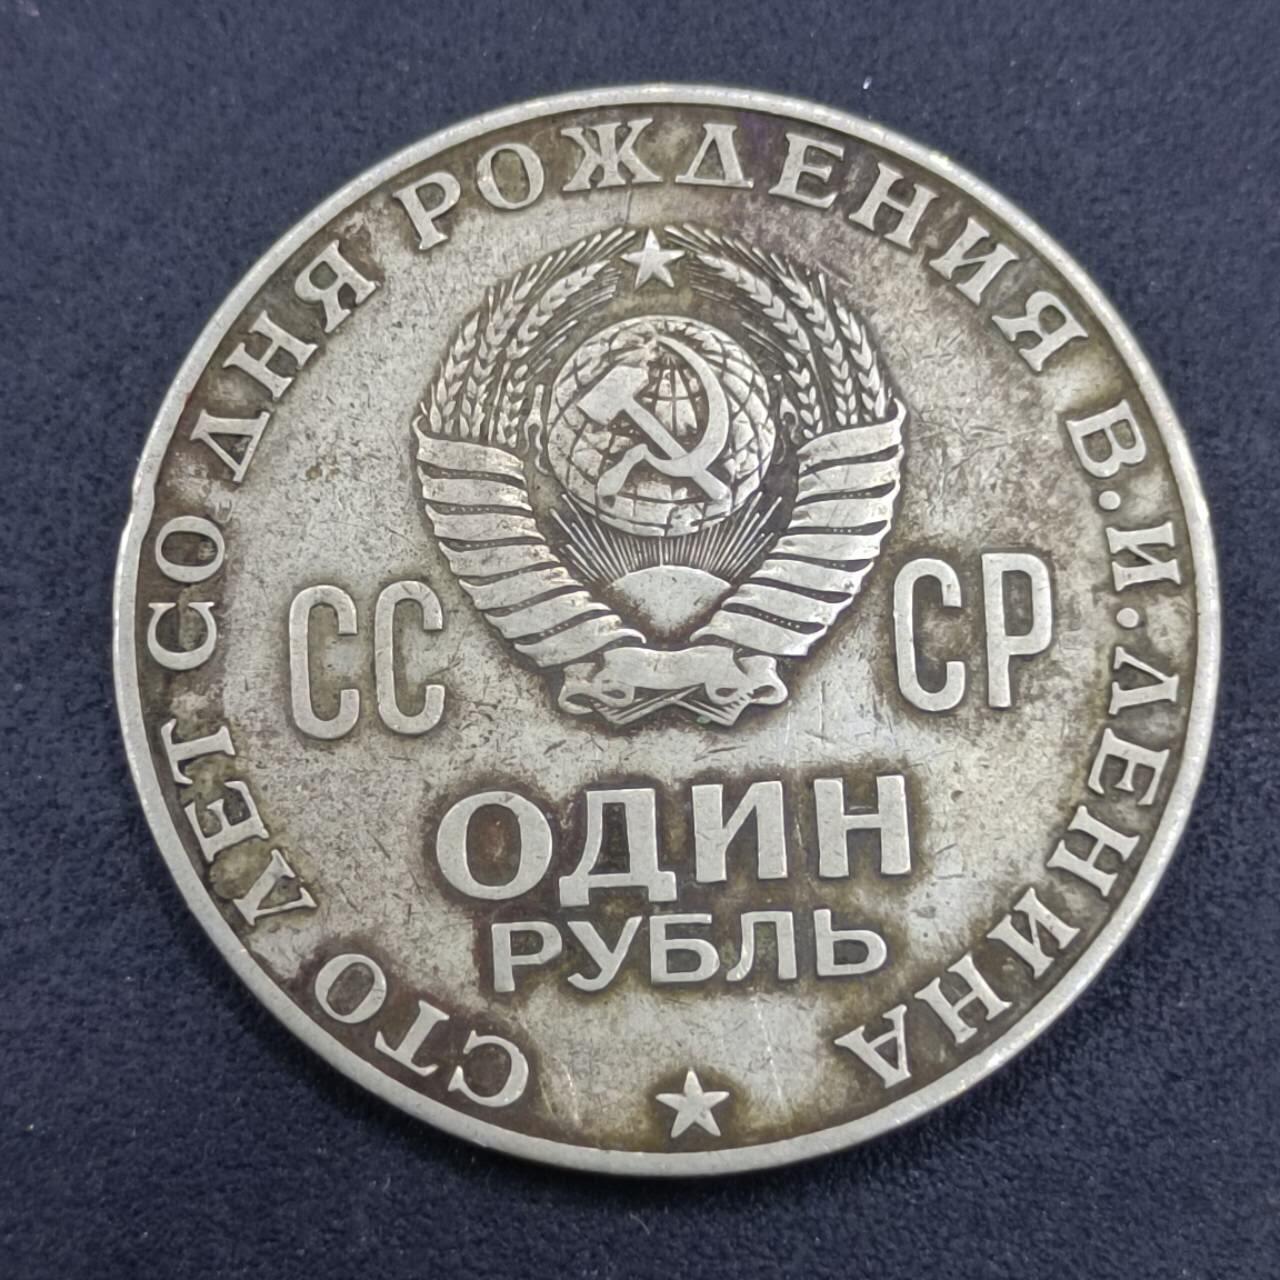 СТО ЛЕТ СО ДНЯ РОЖДЕНИЯ В.И.ЛЕНИНА
СС СР
ОДИН
РУБЛЬ